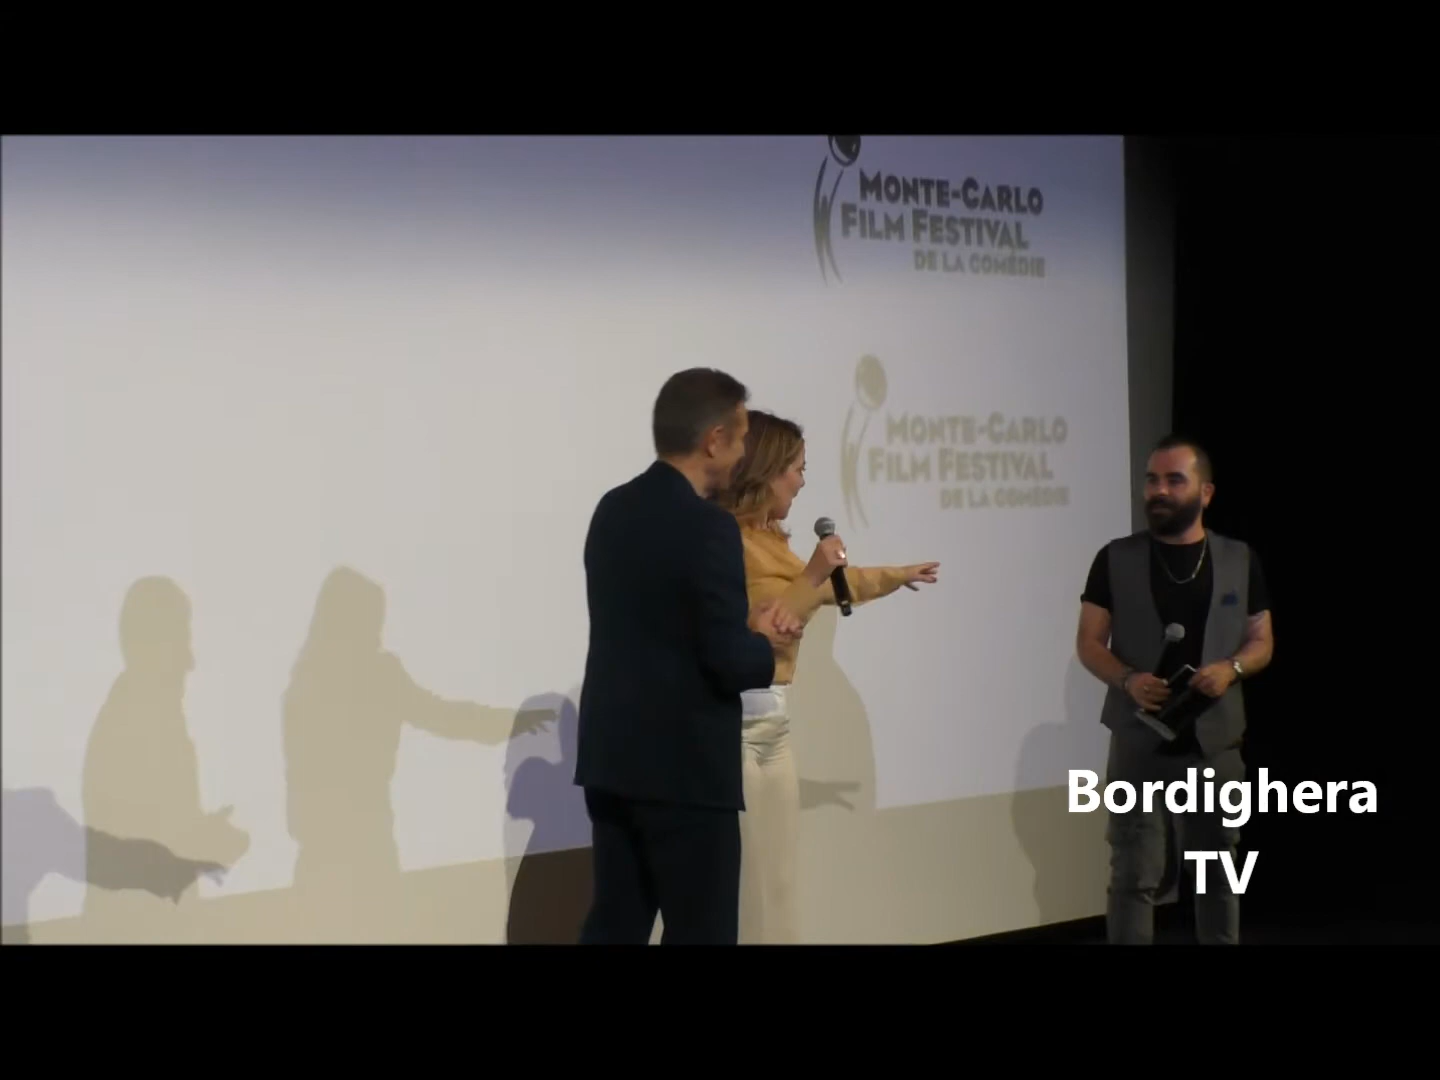 MONTE-CARLO
FILM FESTIVAL
DE LA COMÉDIE
MONTE-CARLO
FILM FESTIVAL
DE LA COMÉDIE
Bordighera
TV